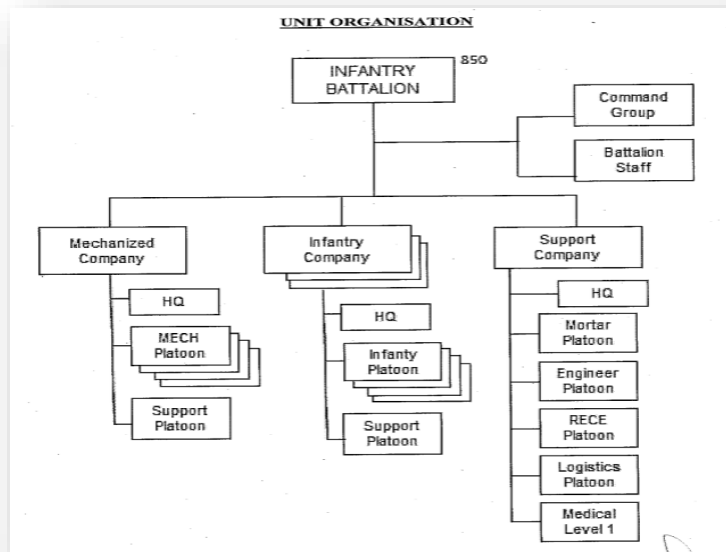 UNIT ORGANISATION
INFANTRY
BATTALION
850
Command
Group
Battalion
Staff
Mechanized
Company
HQ
MECH
Platoon
Support
Platoon
Infantry
Company
HQ
Infanty
Platoon
Support
Platoon
Support
Company
HQ
Mortar
Platoon
Engineer
Platoon
RECE
Platoon
Logistics
Platoon
Medical
Level 1